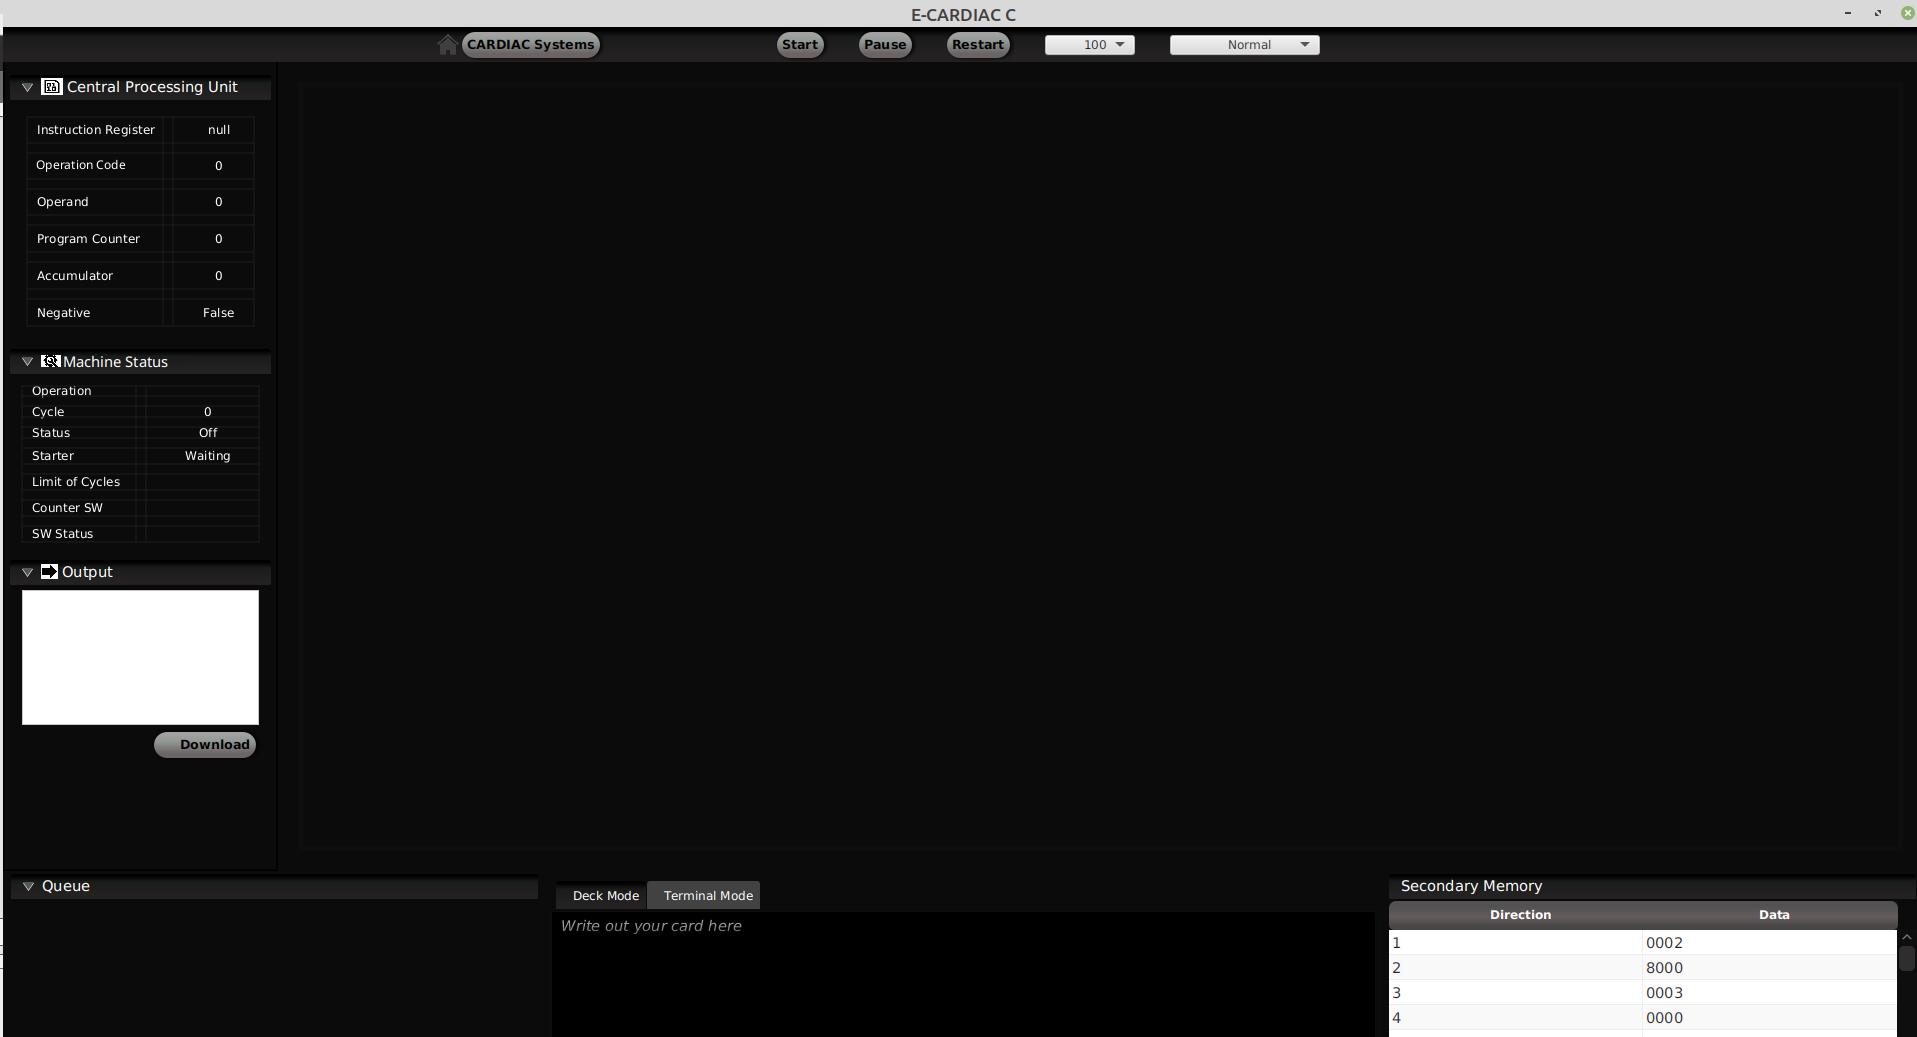 E-CARDIAC C
CARDIAC Systems Start Pause Restart 100 Normal
Central Processing Unit
Instruction Register null
Operation Code 0
Operand 0
Program Counter 0
Accumulator 0
Negative False
Machine Status
Operation
Cycle 0
Status Off
Starter Waiting
Limit of Cycles
Counter SW
SW Status
Output
Download
Queue
Deck Mode Terminal Mode
Write out your card here
Secondary Memory
Direction Data
1 0002
2 8000
3 0003
4 0000